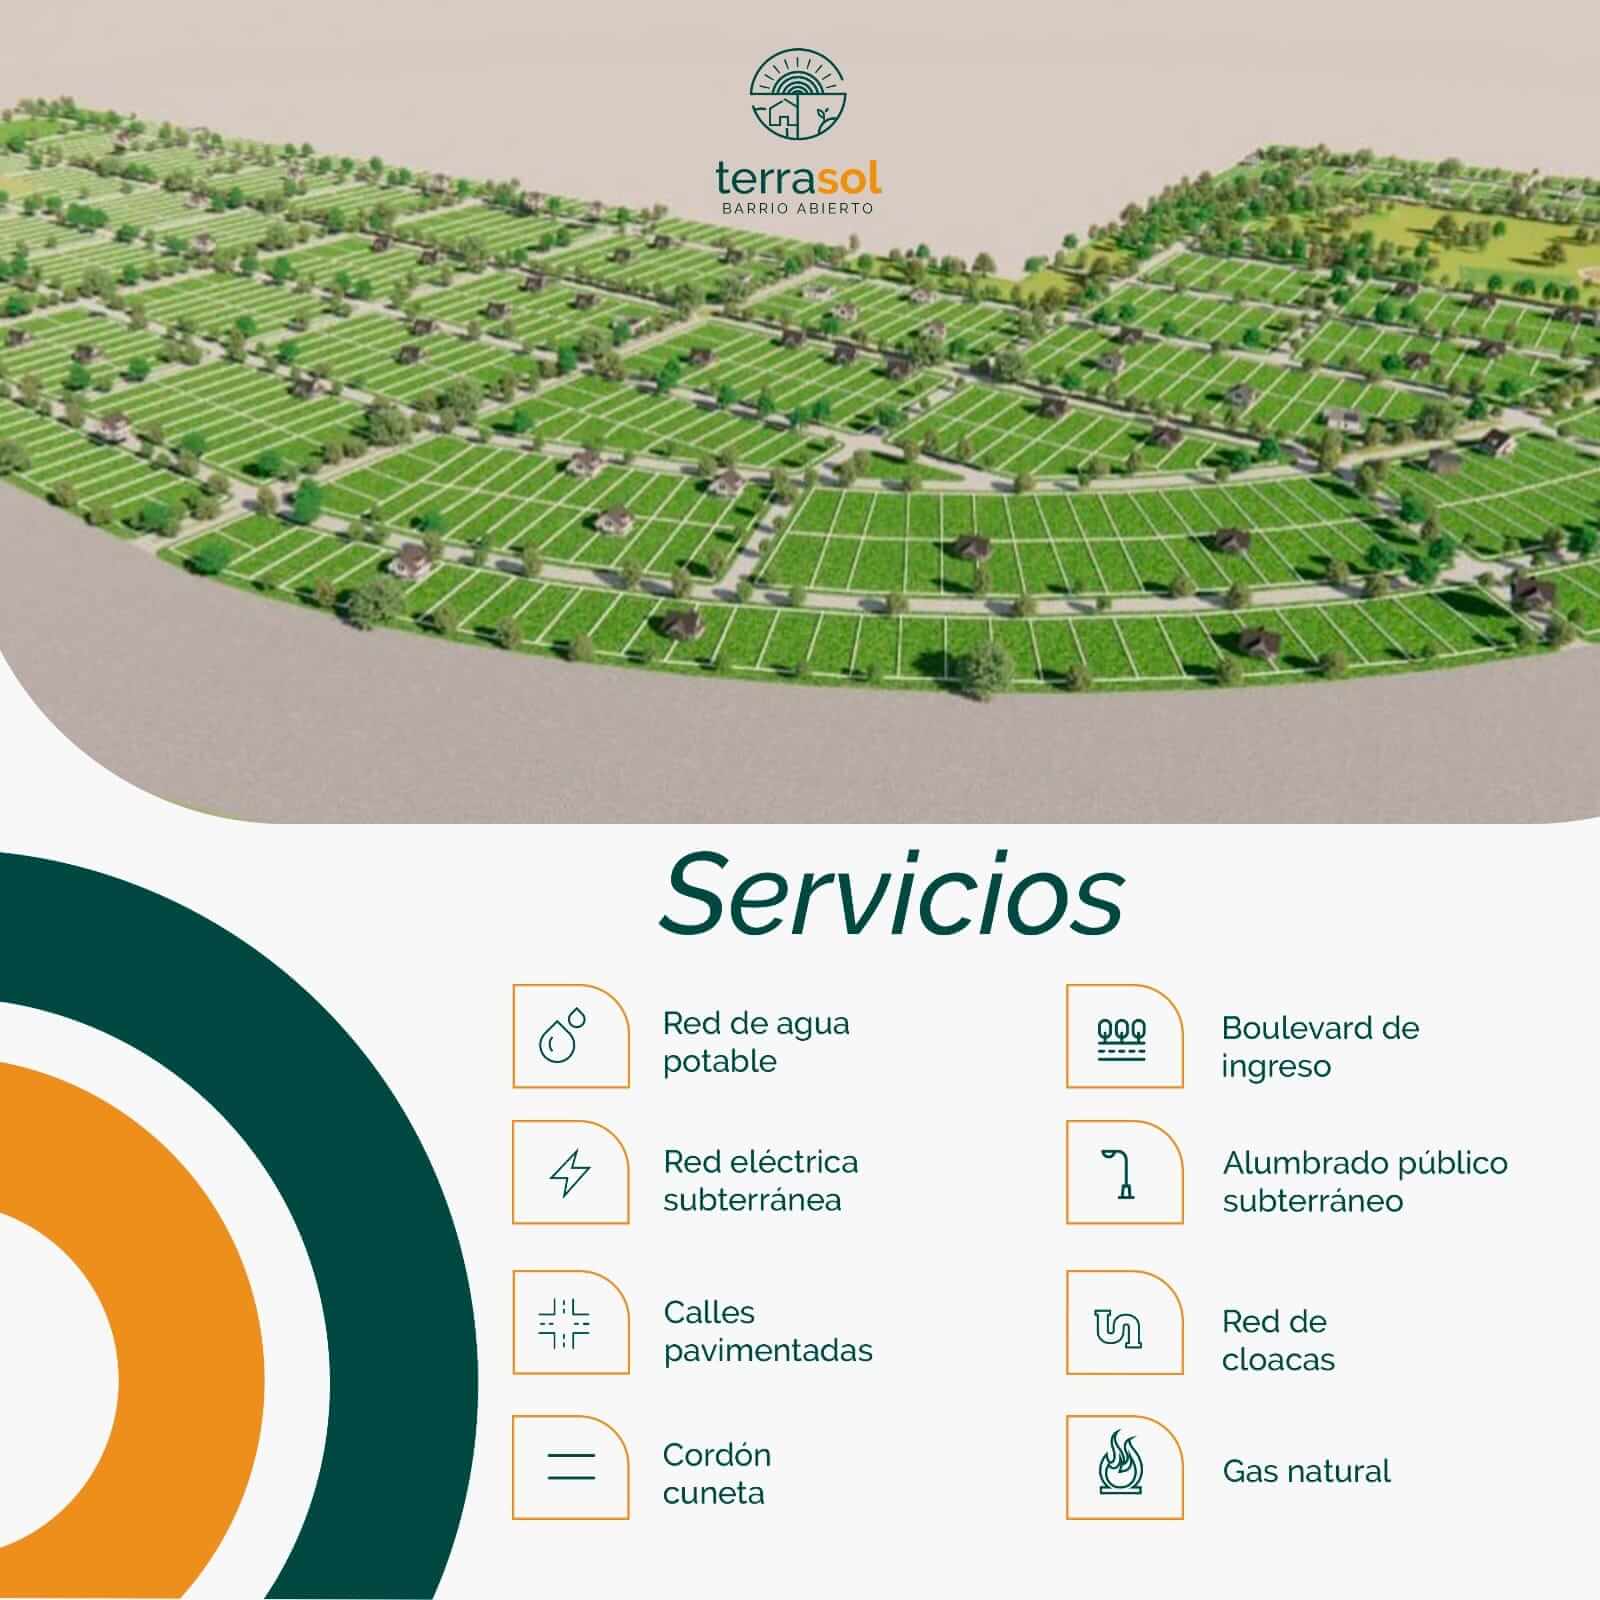 terrasol
BARRIO ABIERTO
Servicios
Red de agua
potable
Red eléctrica
subterránea
Calles
pavimentadas
Cordón
cuneta
Boulevard de
ingreso
Alumbrado público
subterráneo
Red de
cloacas
Gas natural